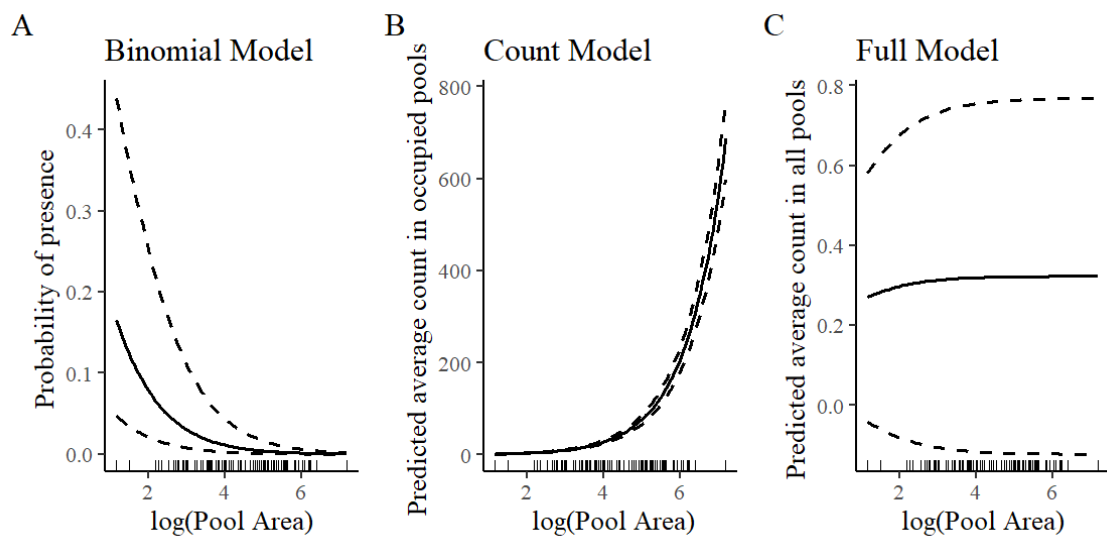 A
Binomial Model
Probability of presence
0.4
0.3
0.2
0.1
0.0
2
4
6
log(Pool Area)
B
Count Model
Predicted average count in occupied pools
800
600
400
200
0
2
4
6
log(Pool Area)
C
Full Model
Predicted average count in all pools
0.8
0.6
0.4
0.2
0.0
2
4
6
log(Pool Area)